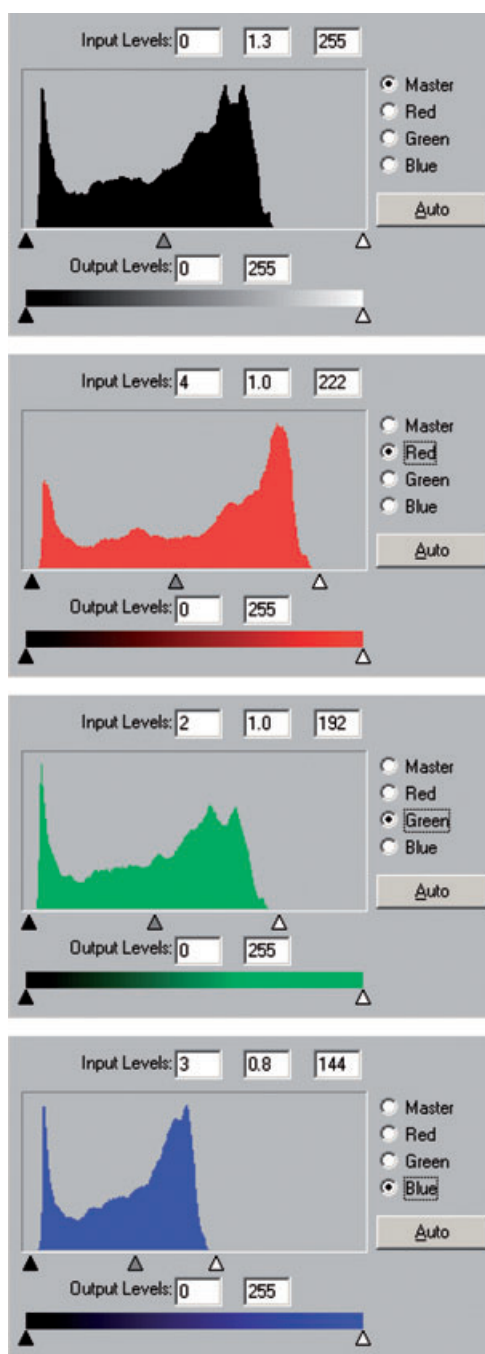 Input Levels: 0 1.3 255
Master
Red
Green
Blue
Auto
Output Levels: 0 255
Input Levels: 4 1.0 222
Master
Red
Green
Blue
Auto
Output Levels: 0 255
Input Levels: 2 1.0 192
Master
Red
Green
Blue
Auto
Output Levels: 0 255
Input Levels: 3 0.8 144
Master
Red
Green
Blue
Auto
Output Levels: 0 255